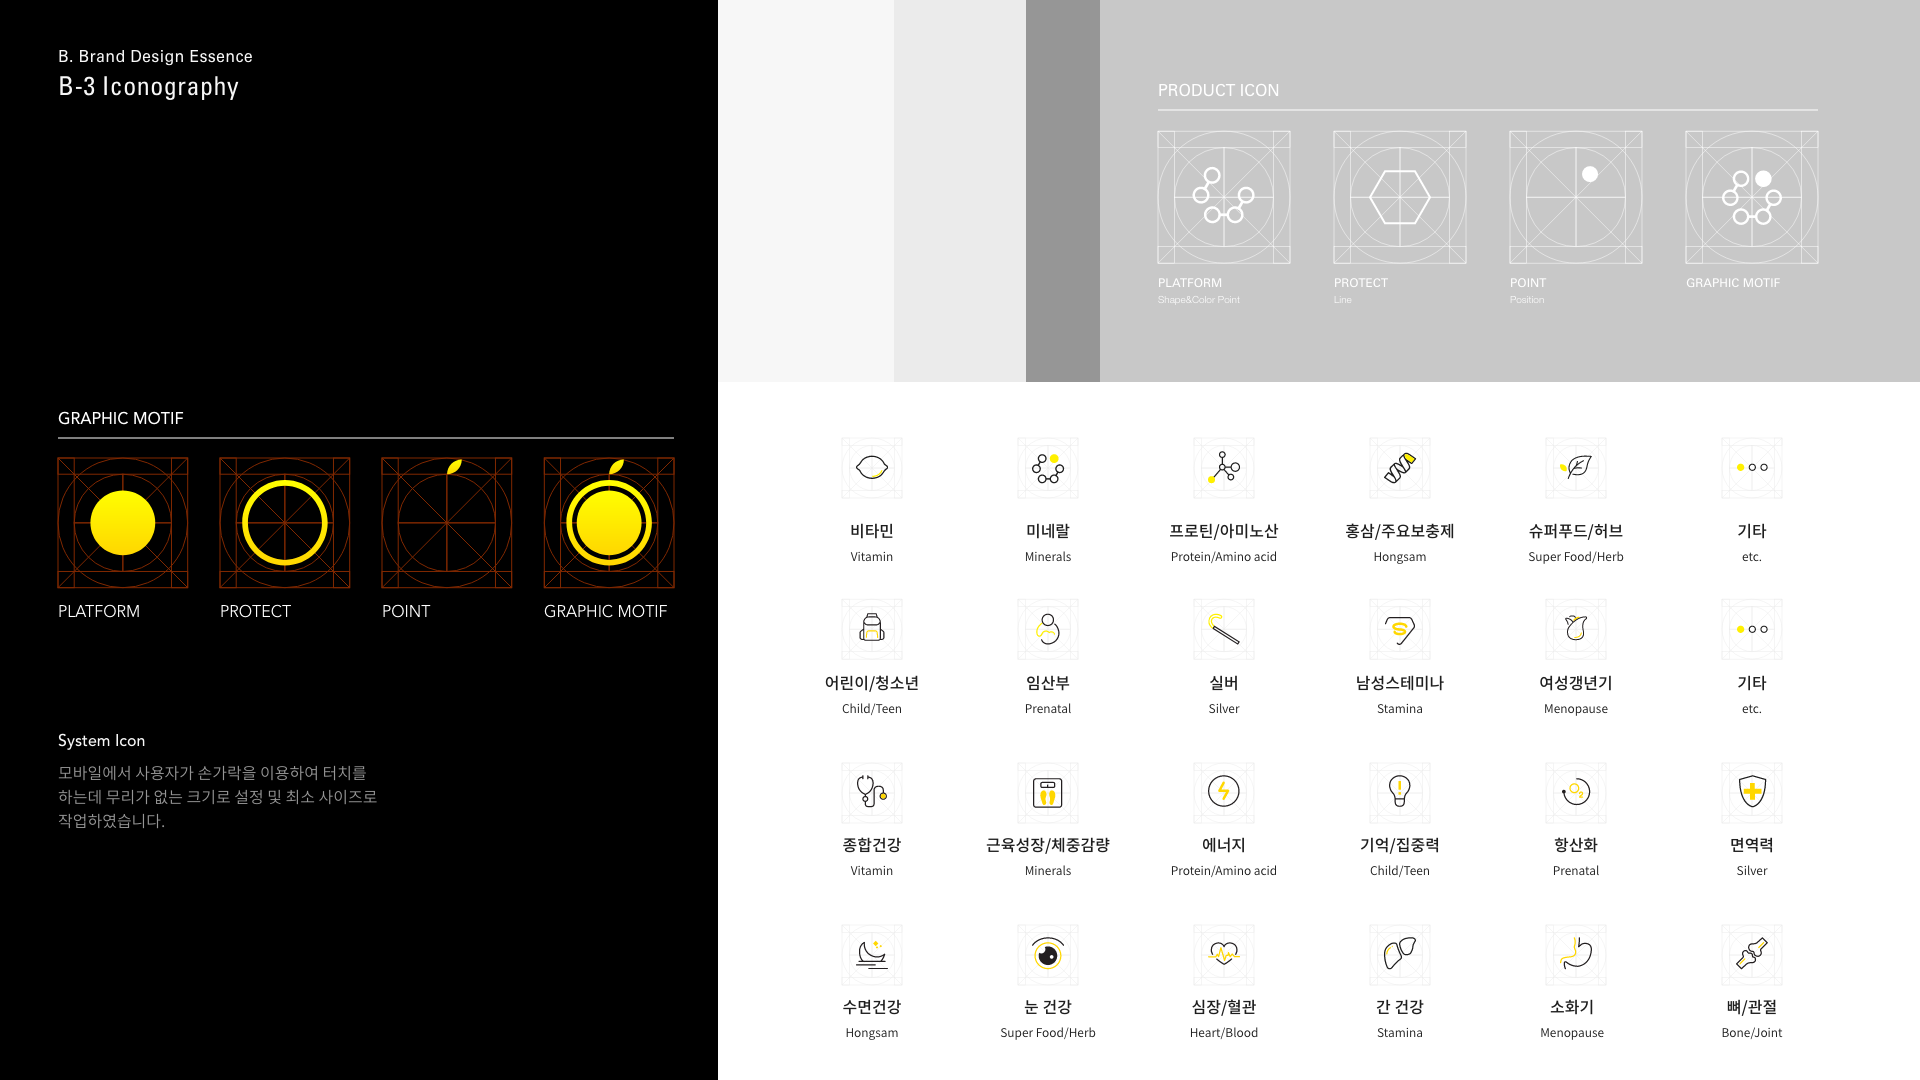 B. Brand Design Essence
B-3 Iconography
GRAPHIC MOTIF
PLATFORM
PROTECT
POINT
GRAPHIC MOTIF
System Icon
모바일에서 사용자가 손가락을 이용하여 터치를
하는데 무리가 없는 크기로 설정 및 최소 사이즈로
작업하였습니다.
PRODUCT ICON
PLATFORM
Shape&Color Point
PROTECT
Line
POINT
Position
GRAPHIC MOTIF
비타민
Vitamin
미네랄
Minerals
프로틴/아미노산
Protein/Amino acid
홍삼/주요보충제
Hongsam
슈퍼푸드/허브
Super Food/Herb
기타
etc.
어린이/청소년
Child/Teen
임산부
Prenatal
실버
Silver
남성스테미나
Stamina
여성갱년기
Menopause
기타
etc.
종합건강
Vitamin
근육성장/체중감량
Minerals
에너지
Protein/Amino acid
기억/집중력
Child/Teen
항산화
Prenatal
면역력
Silver
수면건강
Hongsam
눈 건강
Super Food/Herb
심장/혈관
Heart/Blood
간 건강
Stamina
소화기
Menopause
뼈/관절
Bone/Joint